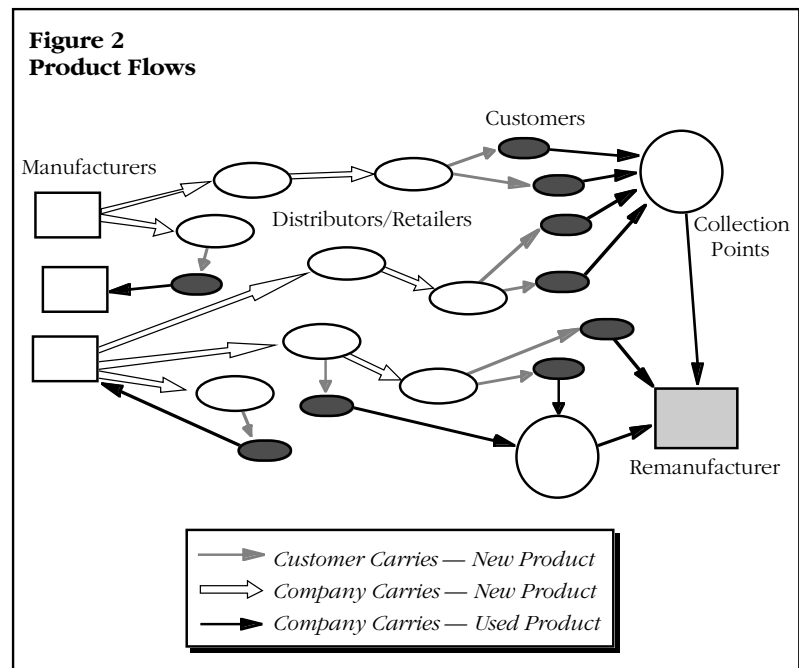 Figure 2
Product Flows
Customers
Manufacturers
Distributors/Retailers
Collection
Points
Remanufacturer
Customer Carries — New Product
Company Carries — New Product
Company Carries — Used Product